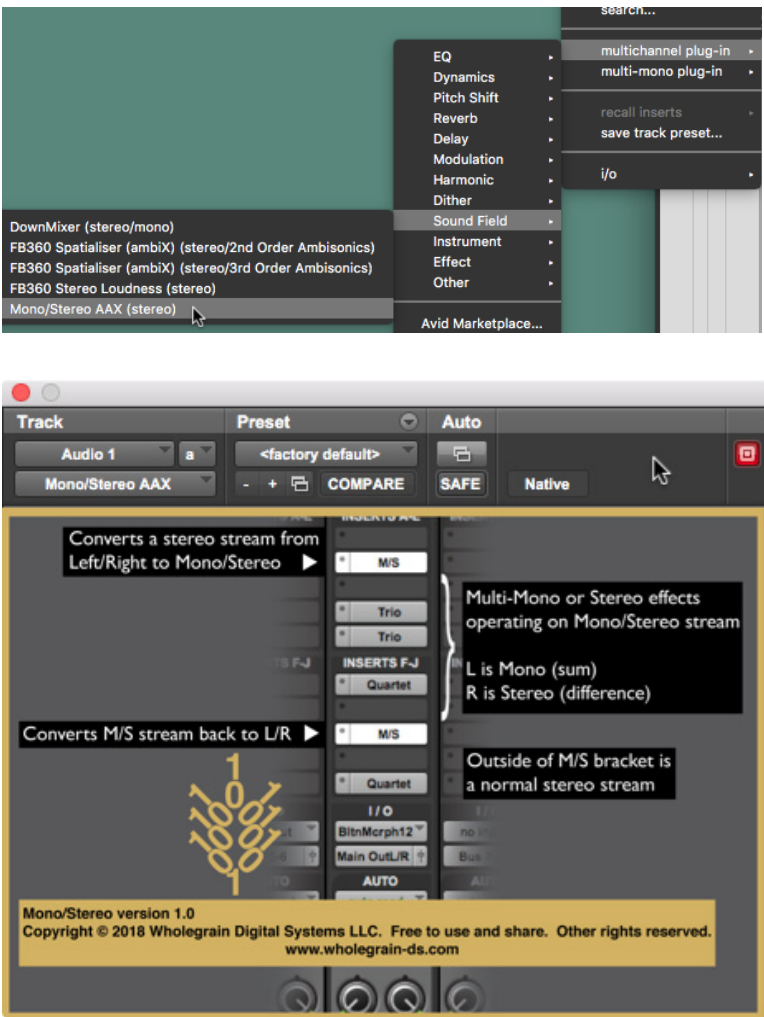 search...
multichannel plug-in
multi-mono plug-in
recall inserts
save track preset...
i/o
EQ
Dynamics
Pitch Shift
Reverb
Delay
Modulation
Harmonic
Dither
Sound Field
Instrument
Effect
Other
Avid Marketplace...
DownMixer (stereo/mono)
FB360 Spatialiser (ambiX) (stereo/2nd Order Ambisonics)
FB360 Spatialiser (ambiX) (stereo/3rd Order Ambisonics)
FB360 Stereo Loudness (stereo)
Mono/Stereo AAX (stereo)
Track Preset Auto
Audio 1 a <factory default>
Mono/Stereo AAX - + COMPARE SAFE Native
INSERTS A-E
Converts a stereo stream from
Left/Right to Mono/Stereo
M/S
Multi-Mono or Stereo effects
operating on Mono/Stereo stream
Trio
Trio
L is Mono (sum)
R is Stereo (difference)
INSERTS F-J
Quartet
Converts M/S stream back to L/R
M/S
Outside of M/S bracket is
a normal stereo stream
Quartet
I / O
BltnMcrph12
Main OutL/R
AUTO
Mono/Stereo version 1.0
Copyright © 2018 Wholegrain Digital Systems LLC. Free to use and share. Other rights reserved.
www.wholegrain-ds.com